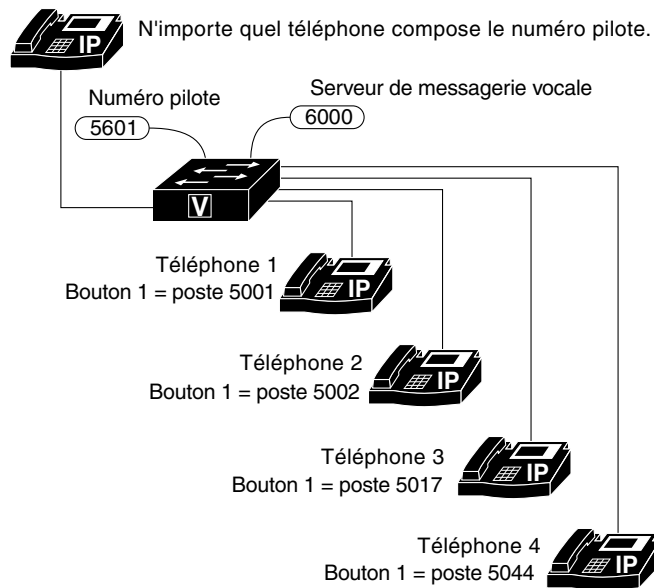 IP
N'importe quel téléphone compose le numéro pilote.
Numéro pilote
5601
Serveur de messagerie vocale
6000
V
Téléphone 1
Bouton 1 = poste 5001
IP
Téléphone 2
Bouton 1 = poste 5002
IP
Téléphone 3
Bouton 1 = poste 5017
IP
Téléphone 4
Bouton 1 = poste 5044
IP